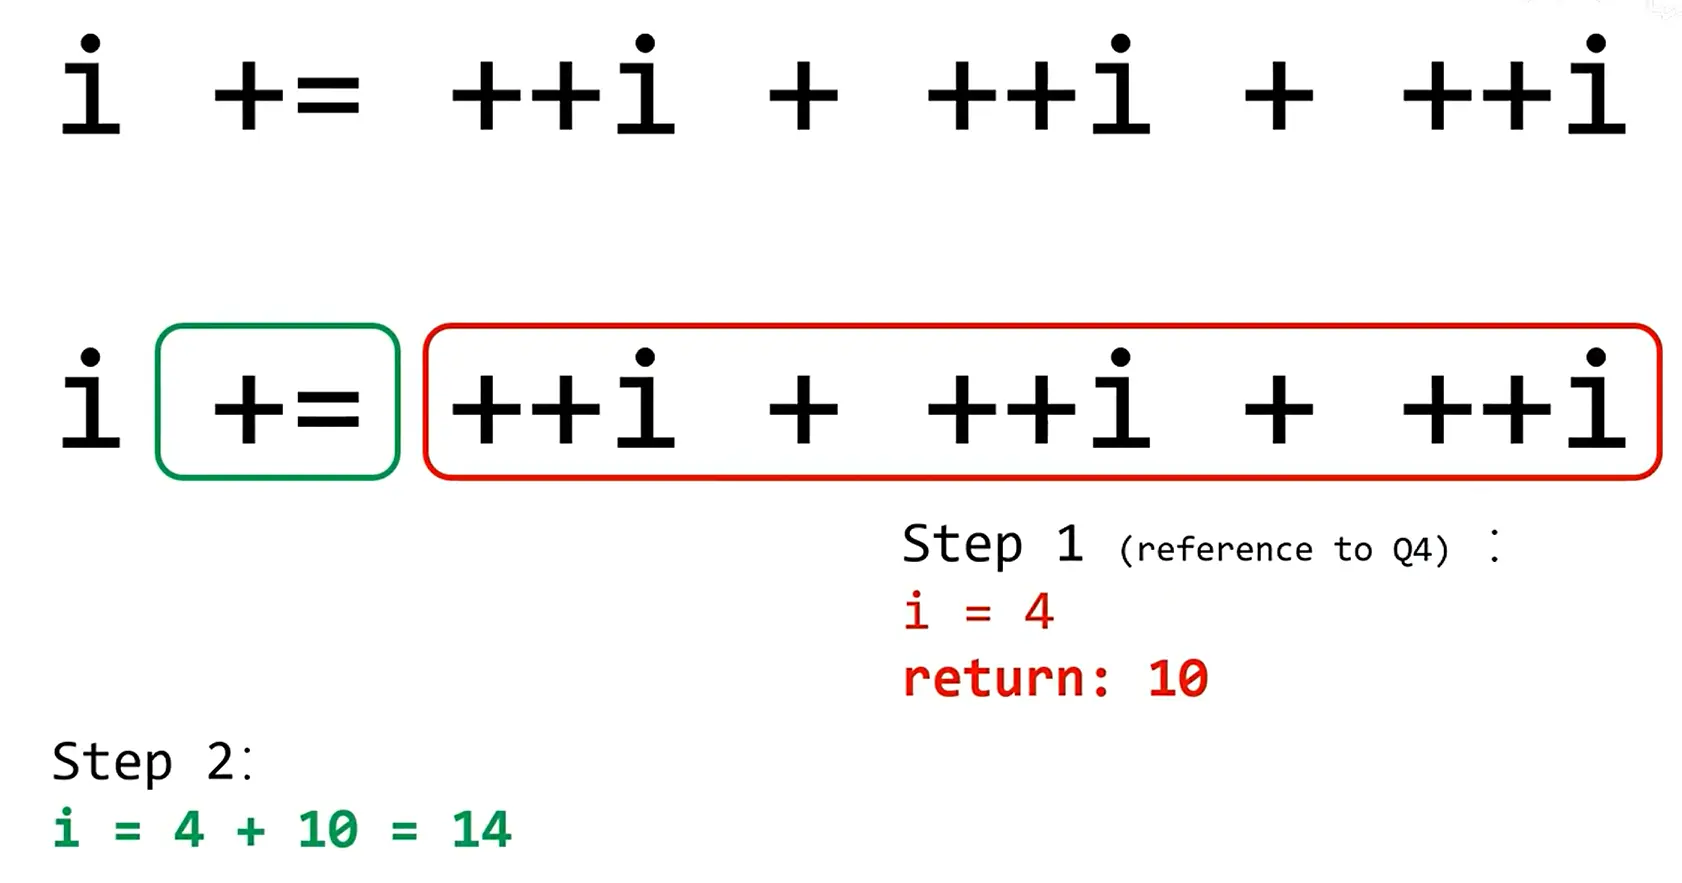 i += ++i + ++i + ++i
i += ++i + ++i + ++i
Step 1 (reference to Q4) :
i = 4
return: 10
Step 2:
i = 4 + 10 = 14